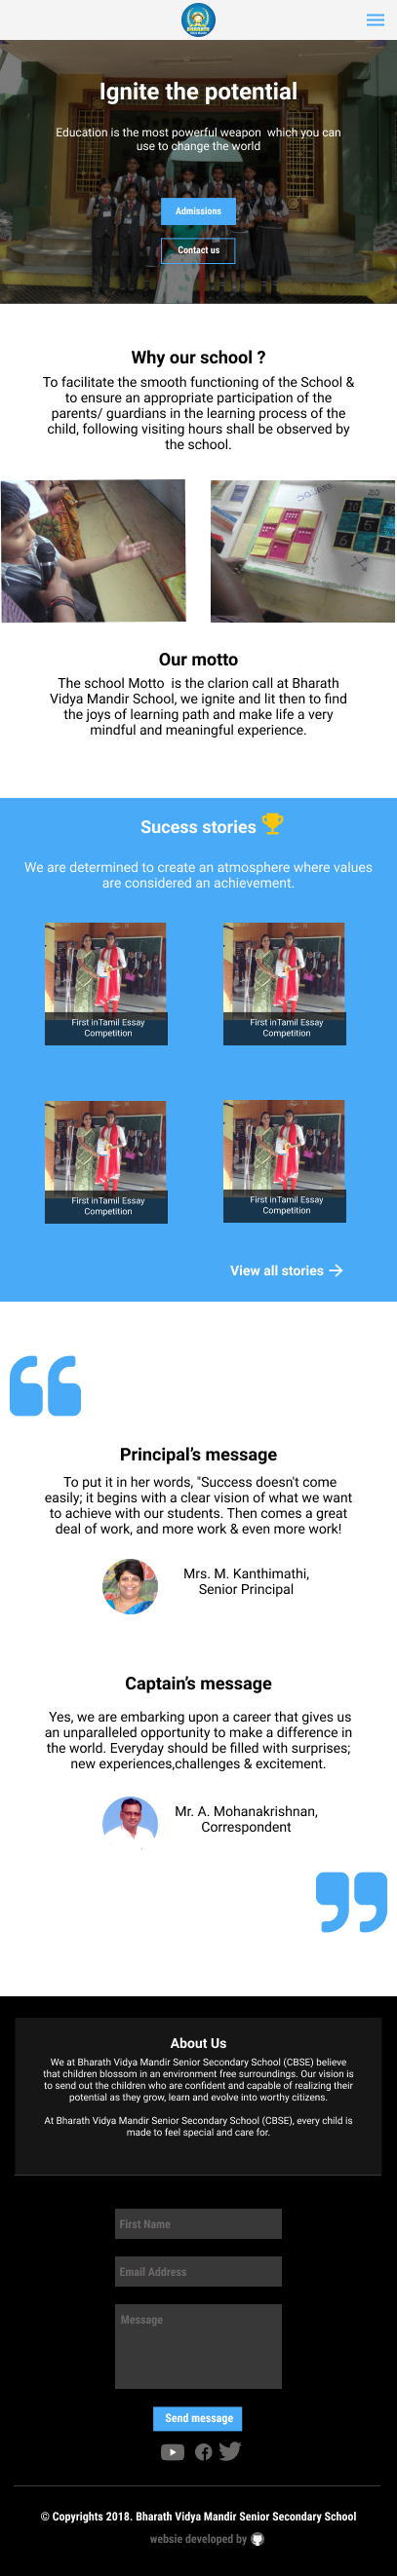 BHARATH
Ignite the potential
Education is the most powerful weapon which you can
use to change the world
Admissions
Contact us
Why our school ?
To facilitate the smooth functioning of the School &
to ensure an appropriate participation of the
parents/ guardians in the learning process of the
child, following visiting hours shall be observed by
the school.
SQUARE
Our motto
The school Motto is the clarion call at Bharath
Vidya Mandir School, we ignite and lit then to find
the joys of learning path and make life a very
mindful and meaningful experience.
Sucess stories
We are determined to create an atmosphere where values
are considered an achievement.
First inTamil Essay
Competition
First inTamil Essay
Competition
First inTamil Essay
Competition
First inTamil Essay
Competition
View all stories
Principal's message
To put it in her words, "Success doesn't come
easily; it begins with a clear vision of what we want
to achieve with our students. Then comes a great
deal of work, and more work & even more work!
Mrs. M. Kanthimathi,
Senior Principal
Captain's message
Yes, we are embarking upon a career that gives us
an unparalleled opportunity to make a difference in
the world. Everyday should be filled with surprises;
new experiences,challenges & excitement.
Mr. A. Mohanakrishnan,
Correspondent
About Us
We at Bharath Vidya Mandir Senior Secondary School (CBSE) believe
that children blossom in an environment free surroundings. Our vision is
to send out the children who are confident and capable of realizing their
potential as they grow, learn and evolve into worthy citizens.
At Bharath Vidya Mandir Senior Secondary School (CBSE), every child is
made to feel special and care for.
First Name
Email Address
Message
Send message
© Copyrights 2018. Bharath Vidya Mandir Senior Secondary School
websie developed by